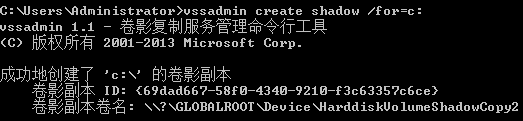 C:\Users\Administrator>vssadmin create shadow /for=c:
vssadmin 1.1 - 卷影复制服务管理命令行工具
(C) 版权所有 2001-2013 Microsoft Corp.
成功地创建了 'c:\' 的卷影副本
卷影副本 ID: {69dad667-58f0-4340-9210-f3c63357c6ce}
卷影副本卷名: \\?\GLOBALROOT\Device\HarddiskVolumeShadowCopy2